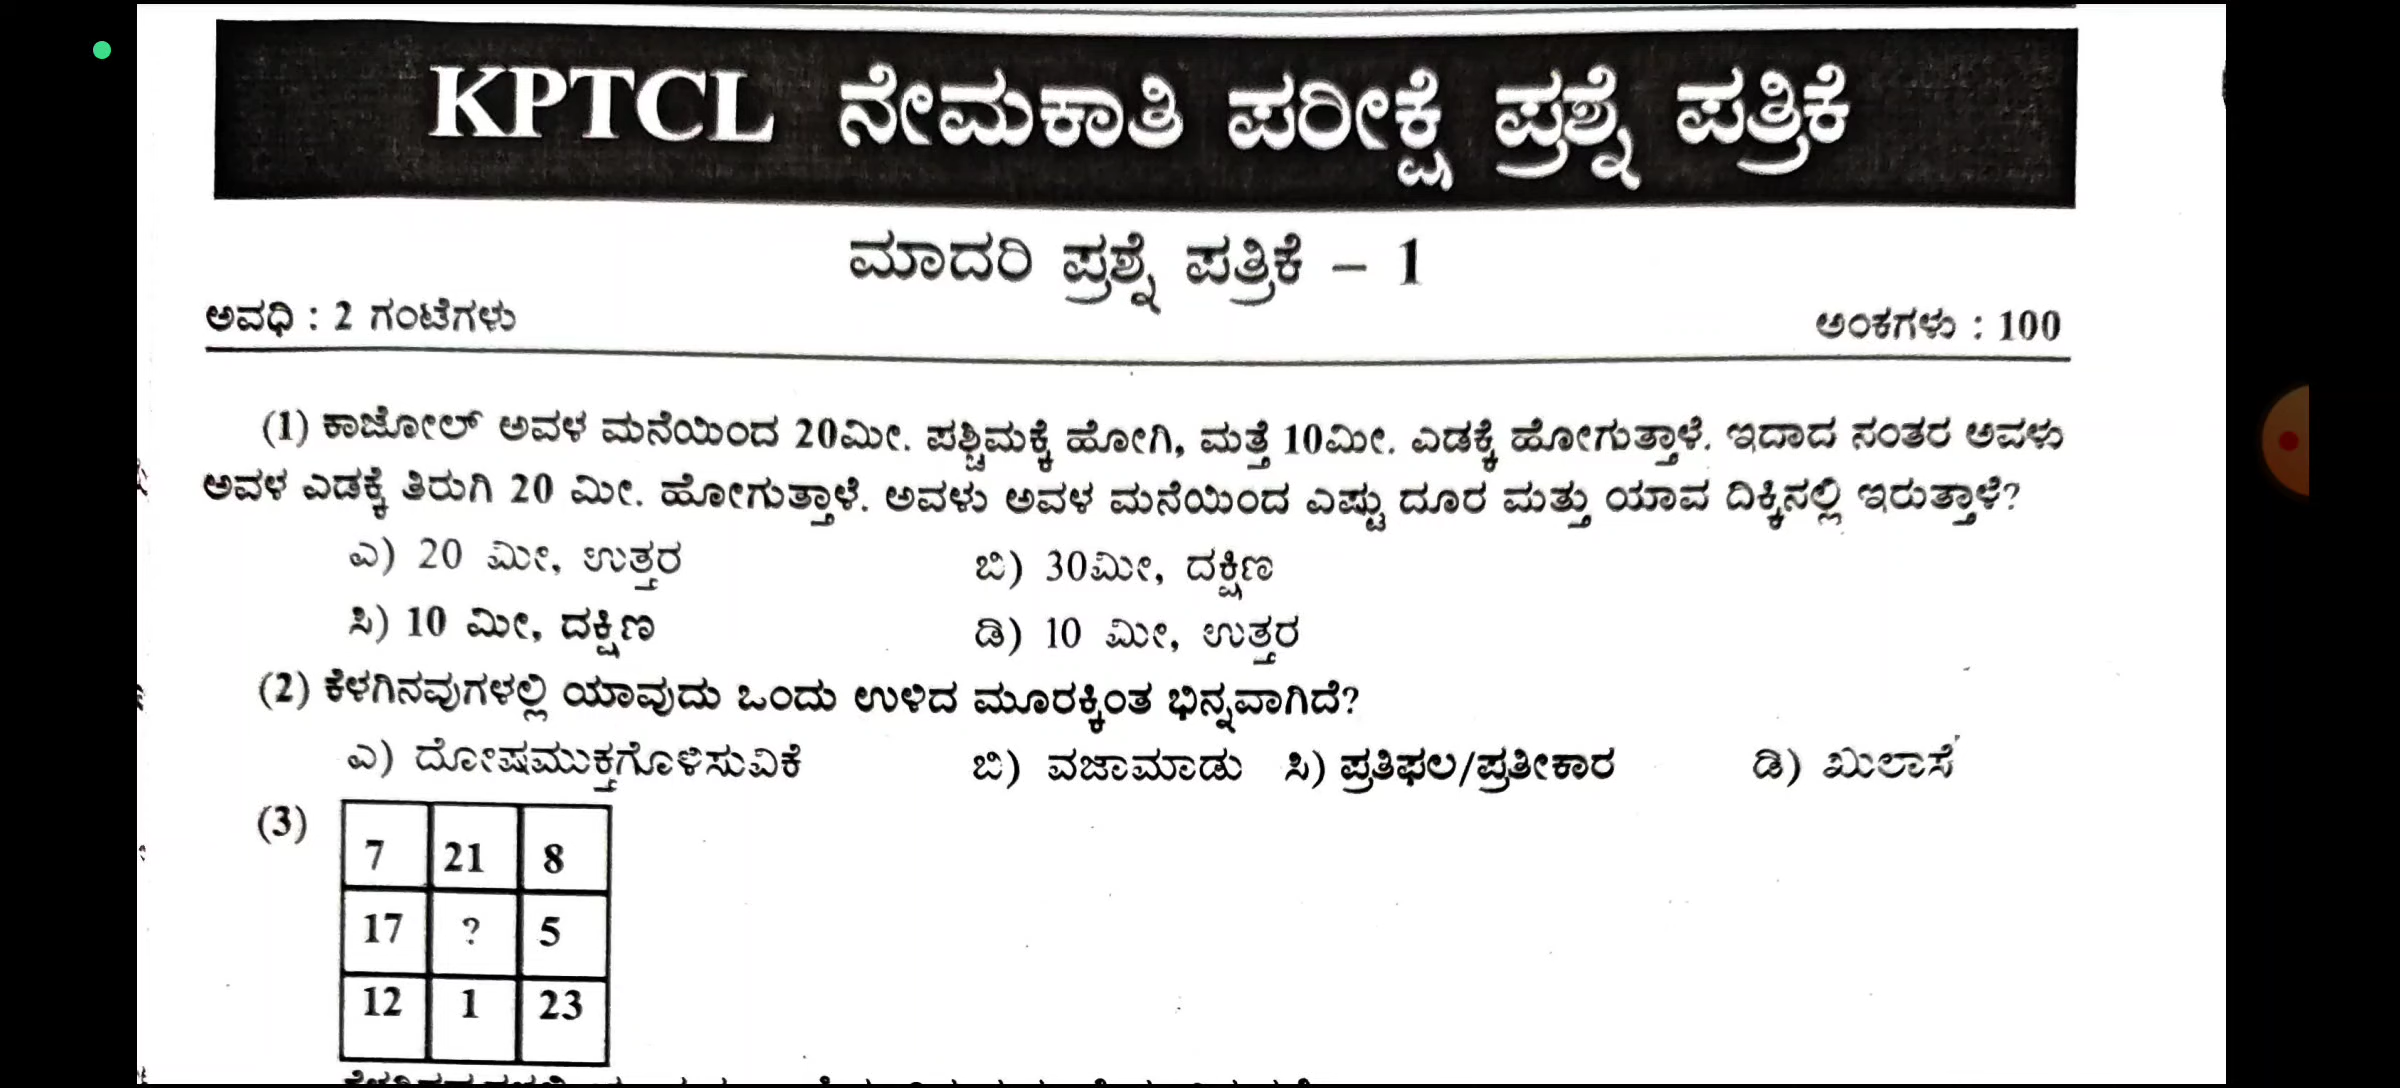 KPTCL ನೇಮಕಾತಿ ಪರೀಕ್ಷೆ ಪ್ರಶ್ನೆ ಪತ್ರಿಕೆ
ಮಾದರಿ ಪ್ರಶ್ನೆ ಪತ್ರಿಕೆ – 1
ಅವಧಿ : 2 ಗಂಟೆಗಳು ಅಂಕಗಳು : 100
(1) ಕಾಜೋಲ್ ಅವಳ ಮನೆಯಿಂದ 20ಮೀ. ಪಶ್ಚಿಮಕ್ಕೆ ಹೋಗಿ, ಮತ್ತೆ 10ಮೀ. ಎಡಕ್ಕೆ ಹೋಗುತ್ತಾಳೆ. ಇದಾದ ನಂತರ ಅವಳು
ಅವಳ ಎಡಕ್ಕೆ ತಿರುಗಿ 20 ಮೀ. ಹೋಗುತ್ತಾಳೆ. ಅವಳು ಅವಳ ಮನೆಯಿಂದ ಎಷ್ಟು ದೂರ ಮತ್ತು ಯಾವ ದಿಕ್ಕಿನಲ್ಲಿ ಇರುತ್ತಾಳೆ?
ಎ) 20 ಮೀ, ಉತ್ತರ ಬಿ) 30ಮೀ, ದಕ್ಷಿಣ
ಸಿ) 10 ಮೀ, ದಕ್ಷಿಣ ಡಿ) 10 ಮೀ, ಉತ್ತರ
(2) ಕೆಳಗಿನವುಗಳಲ್ಲಿ ಯಾವುದು ಒಂದು ಉಳಿದ ಮೂರಕ್ಕಿಂತ ಭಿನ್ನವಾಗಿದೆ?
ಎ) ದೋಷಮುಕ್ತಗೊಳಿಸುವಿಕೆ ಬಿ) ವಜಾಮಾಡು ಸಿ) ಪ್ರತಿಫಲ/ಪ್ರತೀಕಾರ ಡಿ) ಖುಲಾಸೆ
(3)
7 21 8
17 ? 5
12 1 23